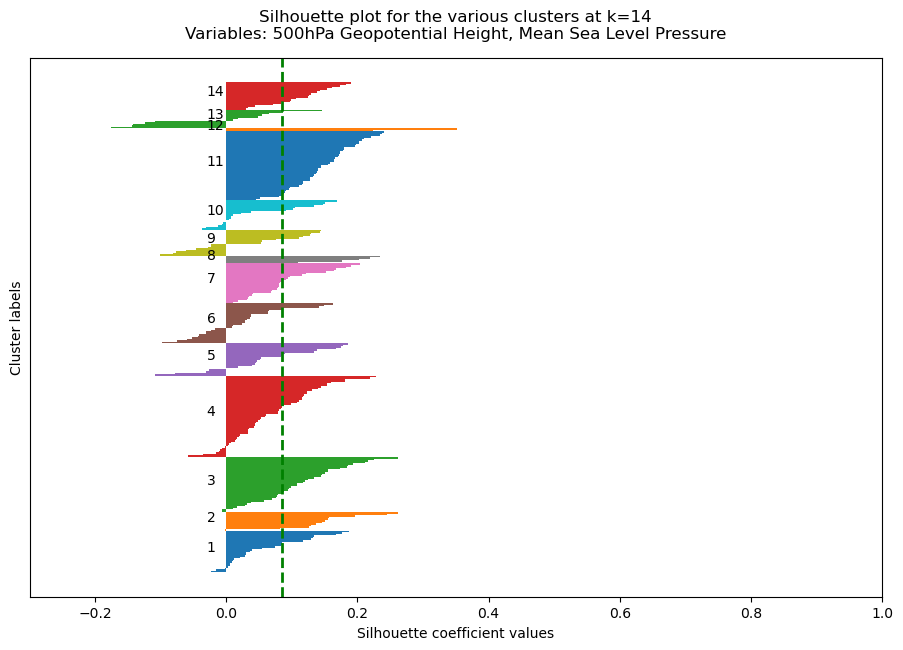 Silhouette plot for the various clusters at k=14
Variables: 500hPa Geopotential Height, Mean Sea Level Pressure
Cluster labels
14
13
12
11
10
9
8
7
6
5
4
3
2
1
−0.2 0.0 0.2 0.4 0.6 0.8 1.0
Silhouette coefficient values